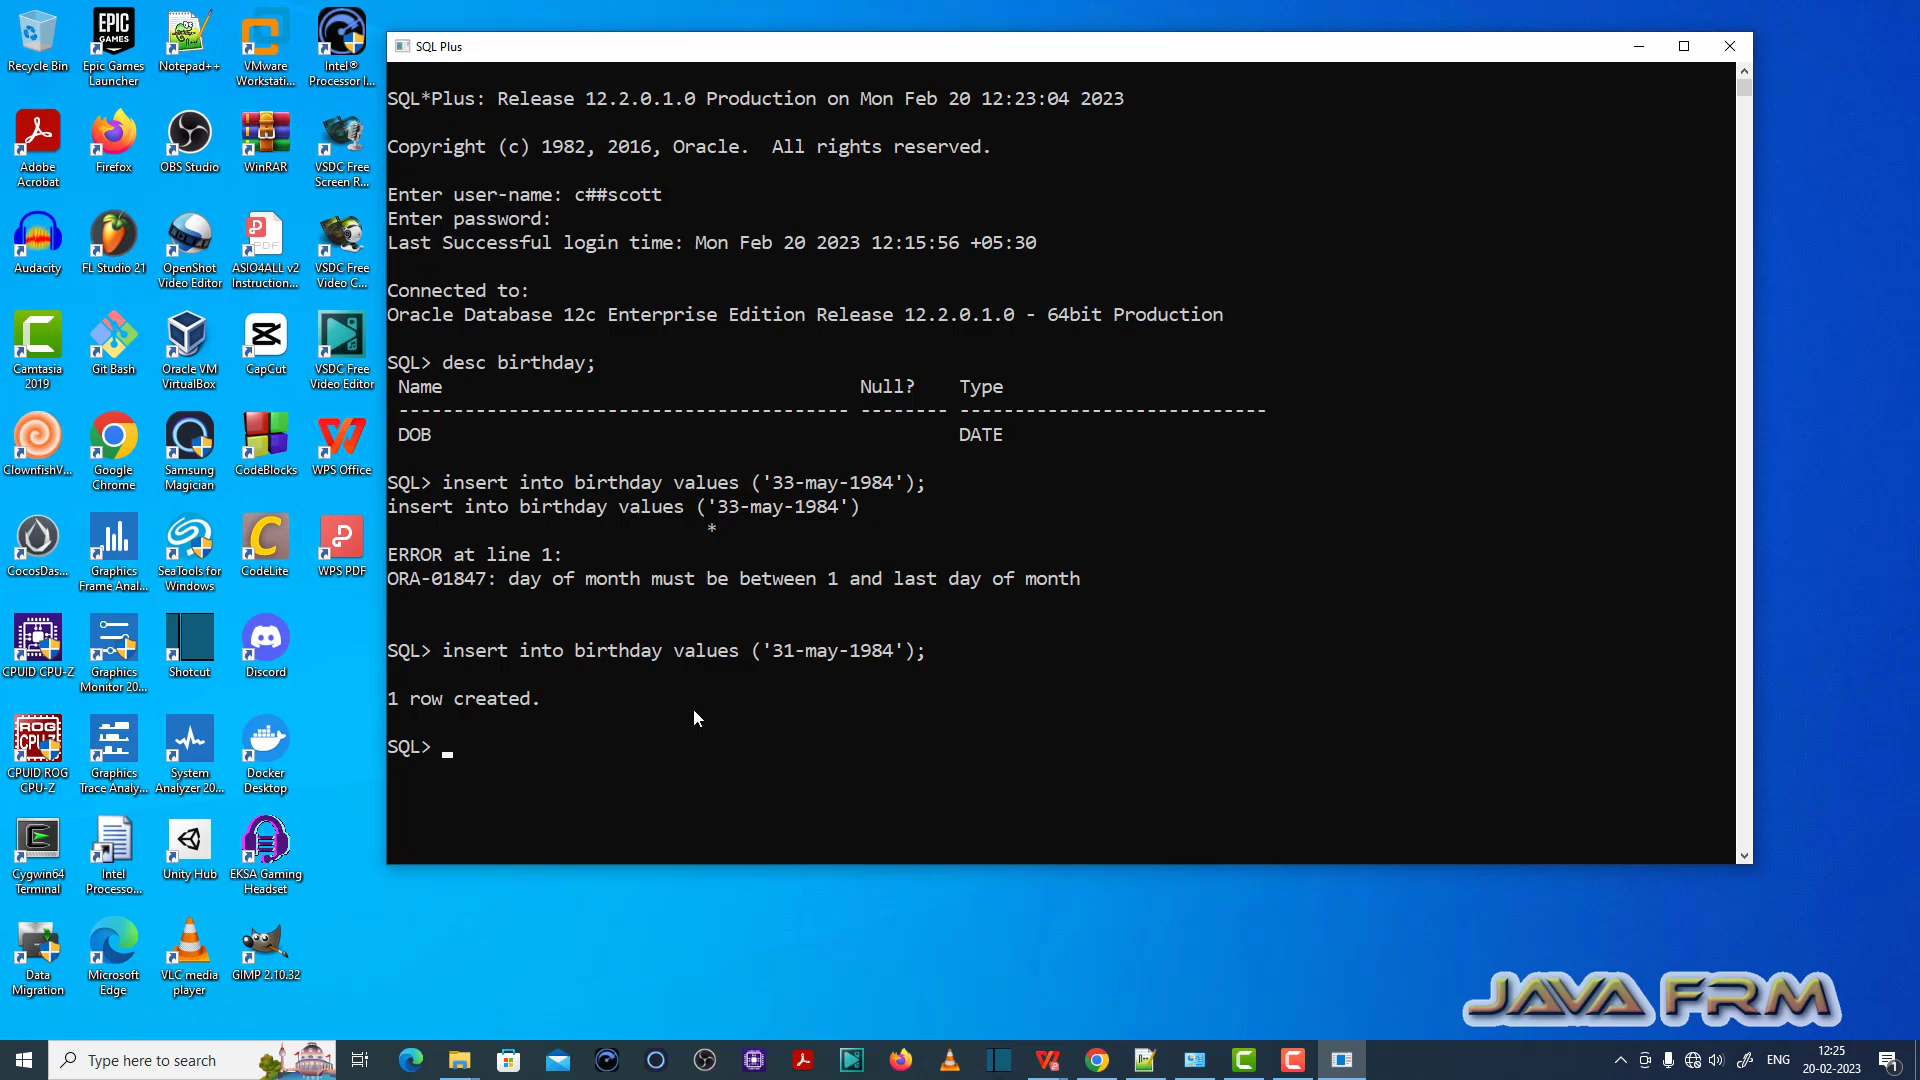 Recycle Bin
Epic Games
Launcher
Notepad++
VMware
Workstati...
Intel®
Processor I...
Adobe
Acrobat
Firefox
OBS Studio
WinRAR
VSDC Free
Screen R...
Audacity
FL Studio 21
OpenShot
Video Editor
ASIO4ALL v2
Instruction...
VSDC Free
Video C...
Camtasia
2019
Git Bash
Oracle VM
VirtualBox
CapCut
VSDC Free
Video Editor
ClownfishV...
Google
Chrome
Samsung
Magician
CodeBlocks
WPS Office
CocosDas...
Graphics
Frame Anal...
SeaTools for
Windows
CodeLite
WPS PDF
CPUID CPU-Z
Graphics
Monitor 20...
Shotcut
Discord
CPUID ROG
CPU-Z
Graphics
Trace Analy...
System
Analyzer 20...
Docker
Desktop
Cygwin64
Terminal
Intel
Processo...
Unity Hub
EKSA Gaming
Headset
Data
Migration
Microsoft
Edge
VLC media
player
GIMP 2.10.32
SQL Plus
SQL*Plus: Release 12.2.0.1.0 Production on Mon Feb 20 12:23:04 2023
Copyright (c) 1982, 2016, Oracle.  All rights reserved.
Enter user-name: c##scott
Enter password:
Last Successful login time: Mon Feb 20 2023 12:15:56 +05:30
Connected to:
Oracle Database 12c Enterprise Edition Release 12.2.0.1.0 - 64bit Production
SQL> desc birthday;
Name Null? Type
----------------------------------------- -------- ----------------------------
DOB DATE
SQL> insert into birthday values ('33-may-1984');
insert into birthday values ('33-may-1984')
*
ERROR at line 1:
ORA-01847: day of month must be between 1 and last day of month
SQL> insert into birthday values ('31-may-1984');
1 row created.
SQL>
JAVA FRM
Type here to search
ENG
12:25
20-02-2023
1